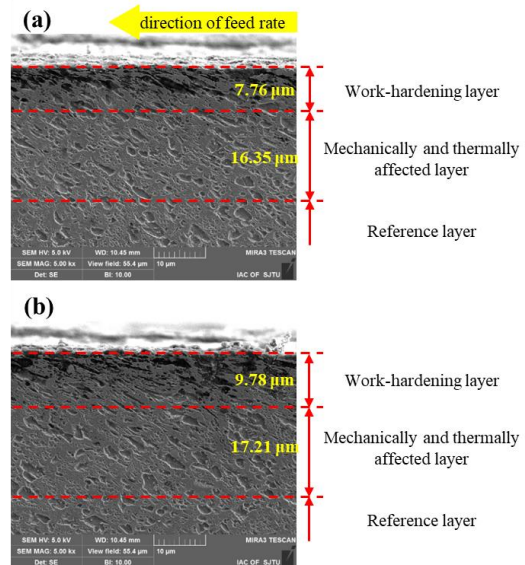 (a)
direction of feed rate
7.76 μm
Work-hardening layer
16.35 μm
Mechanically and thermally
affected layer
Reference layer
SEM HV: 5.0 kV WD: 10.45 mm MIRA3 TESCAN
SEM MAG: 5.00 kx View field: 55.4 μm 10 μm
Det: SE BI: 10.00 IAC OF SJTU
(b)
9.78 μm
Work-hardening layer
17.21 μm
Mechanically and thermally
affected layer
Reference layer
SEM HV: 5.0 kV WD: 10.45 mm MIRA3 TESCAN
SEM MAG: 5.00 kx View field: 55.4 μm 10 μm
Det: SE BI: 10.00 IAC OF SJTU